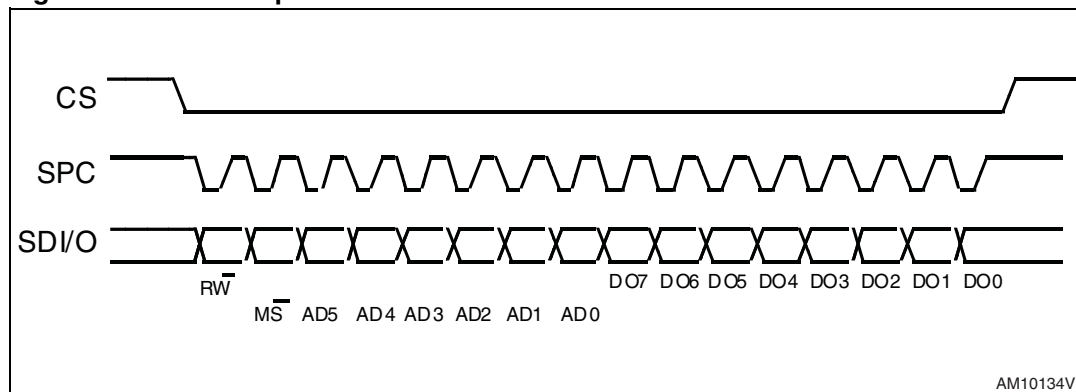 CS
SPC
SDI/O
RW
DO7 DO6 DO5 DO4 DO3 DO2 DO1 DO0
MS AD5 AD4 AD3 AD2 AD1 AD0
AM10134V